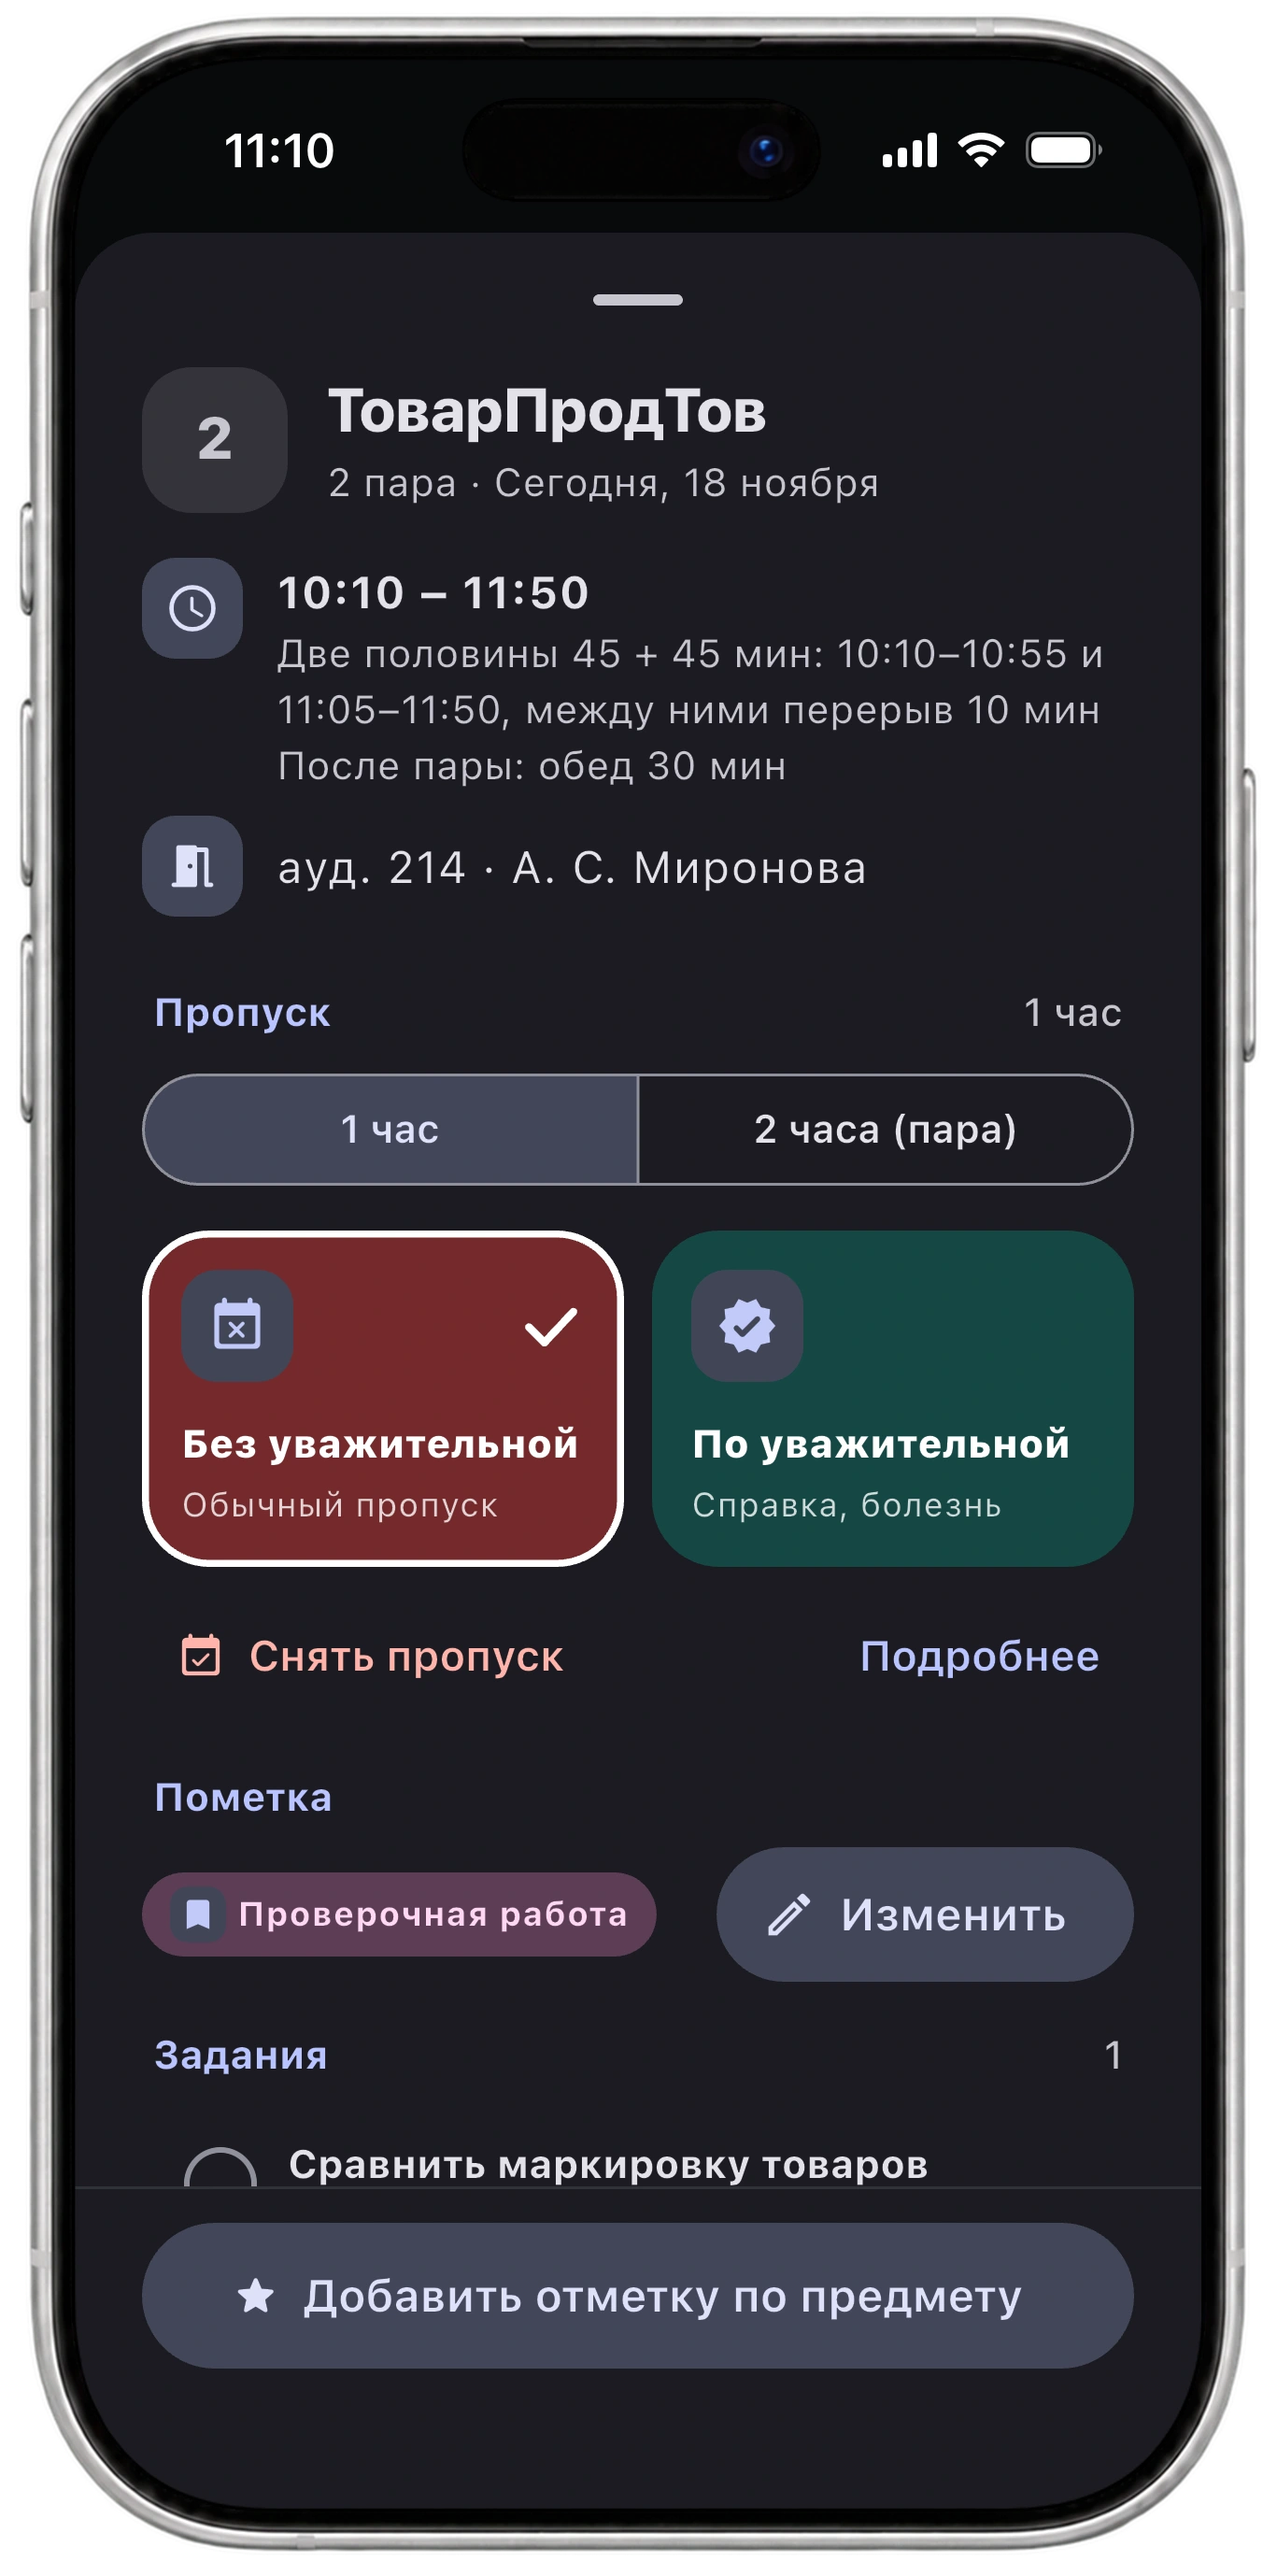 11:10
2
ТоварПродТов
2 пара · Сегодня, 18 ноября
10:10 – 11:50
Две половины 45 + 45 мин: 10:10–10:55 и
11:05–11:50, между ними перерыв 10 мин
После пары: обед 30 мин
ауд. 214 · А. С. Миронова
Пропуск
1 час
1 час
2 часа (пара)
Без уважительной
Обычный пропуск
По уважительной
Справка, болезнь
Снять пропуск
Подробнее
Пометка
Проверочная работа
Изменить
Задания
1
Сравнить маркировку товаров
Добавить отметку по предмету